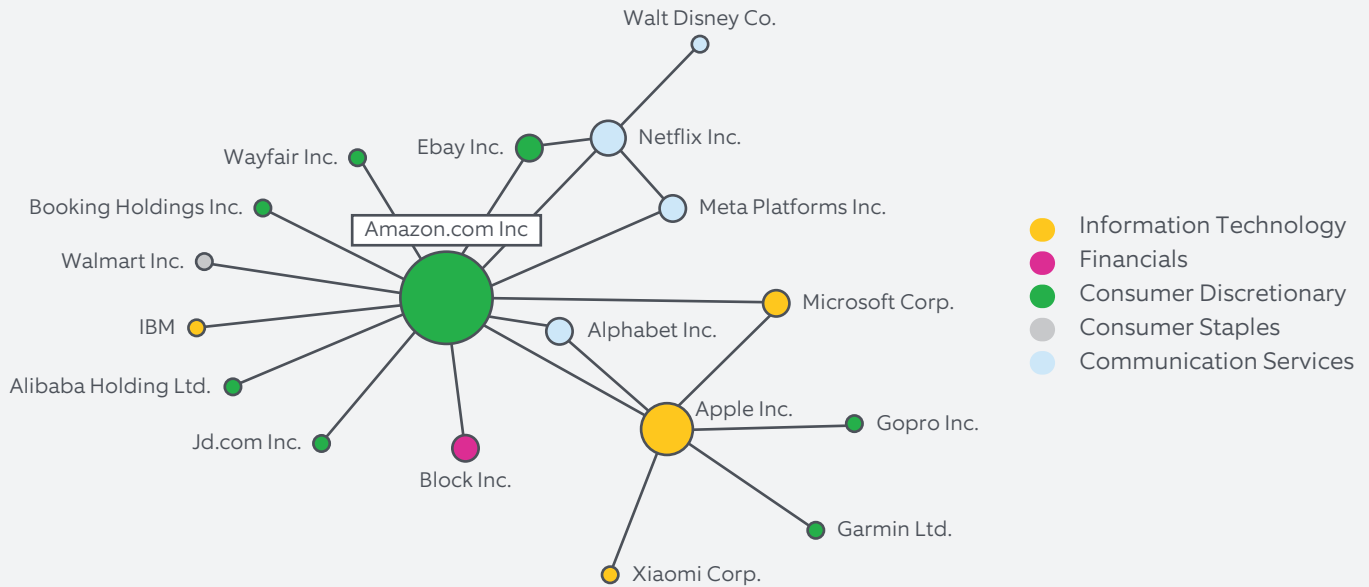 Walt Disney Co.
Ebay Inc.
Netflix Inc.
Wayfair Inc.
Booking Holdings Inc.
Meta Platforms Inc.
Amazon.com Inc
Walmart Inc.
IBM
Microsoft Corp.
Alphabet Inc.
Alibaba Holding Ltd.
Apple Inc.
Gopro Inc.
Jd.com Inc.
Block Inc.
Garmin Ltd.
Xiaomi Corp.
Information Technology
Financials
Consumer Discretionary
Consumer Staples
Communication Services